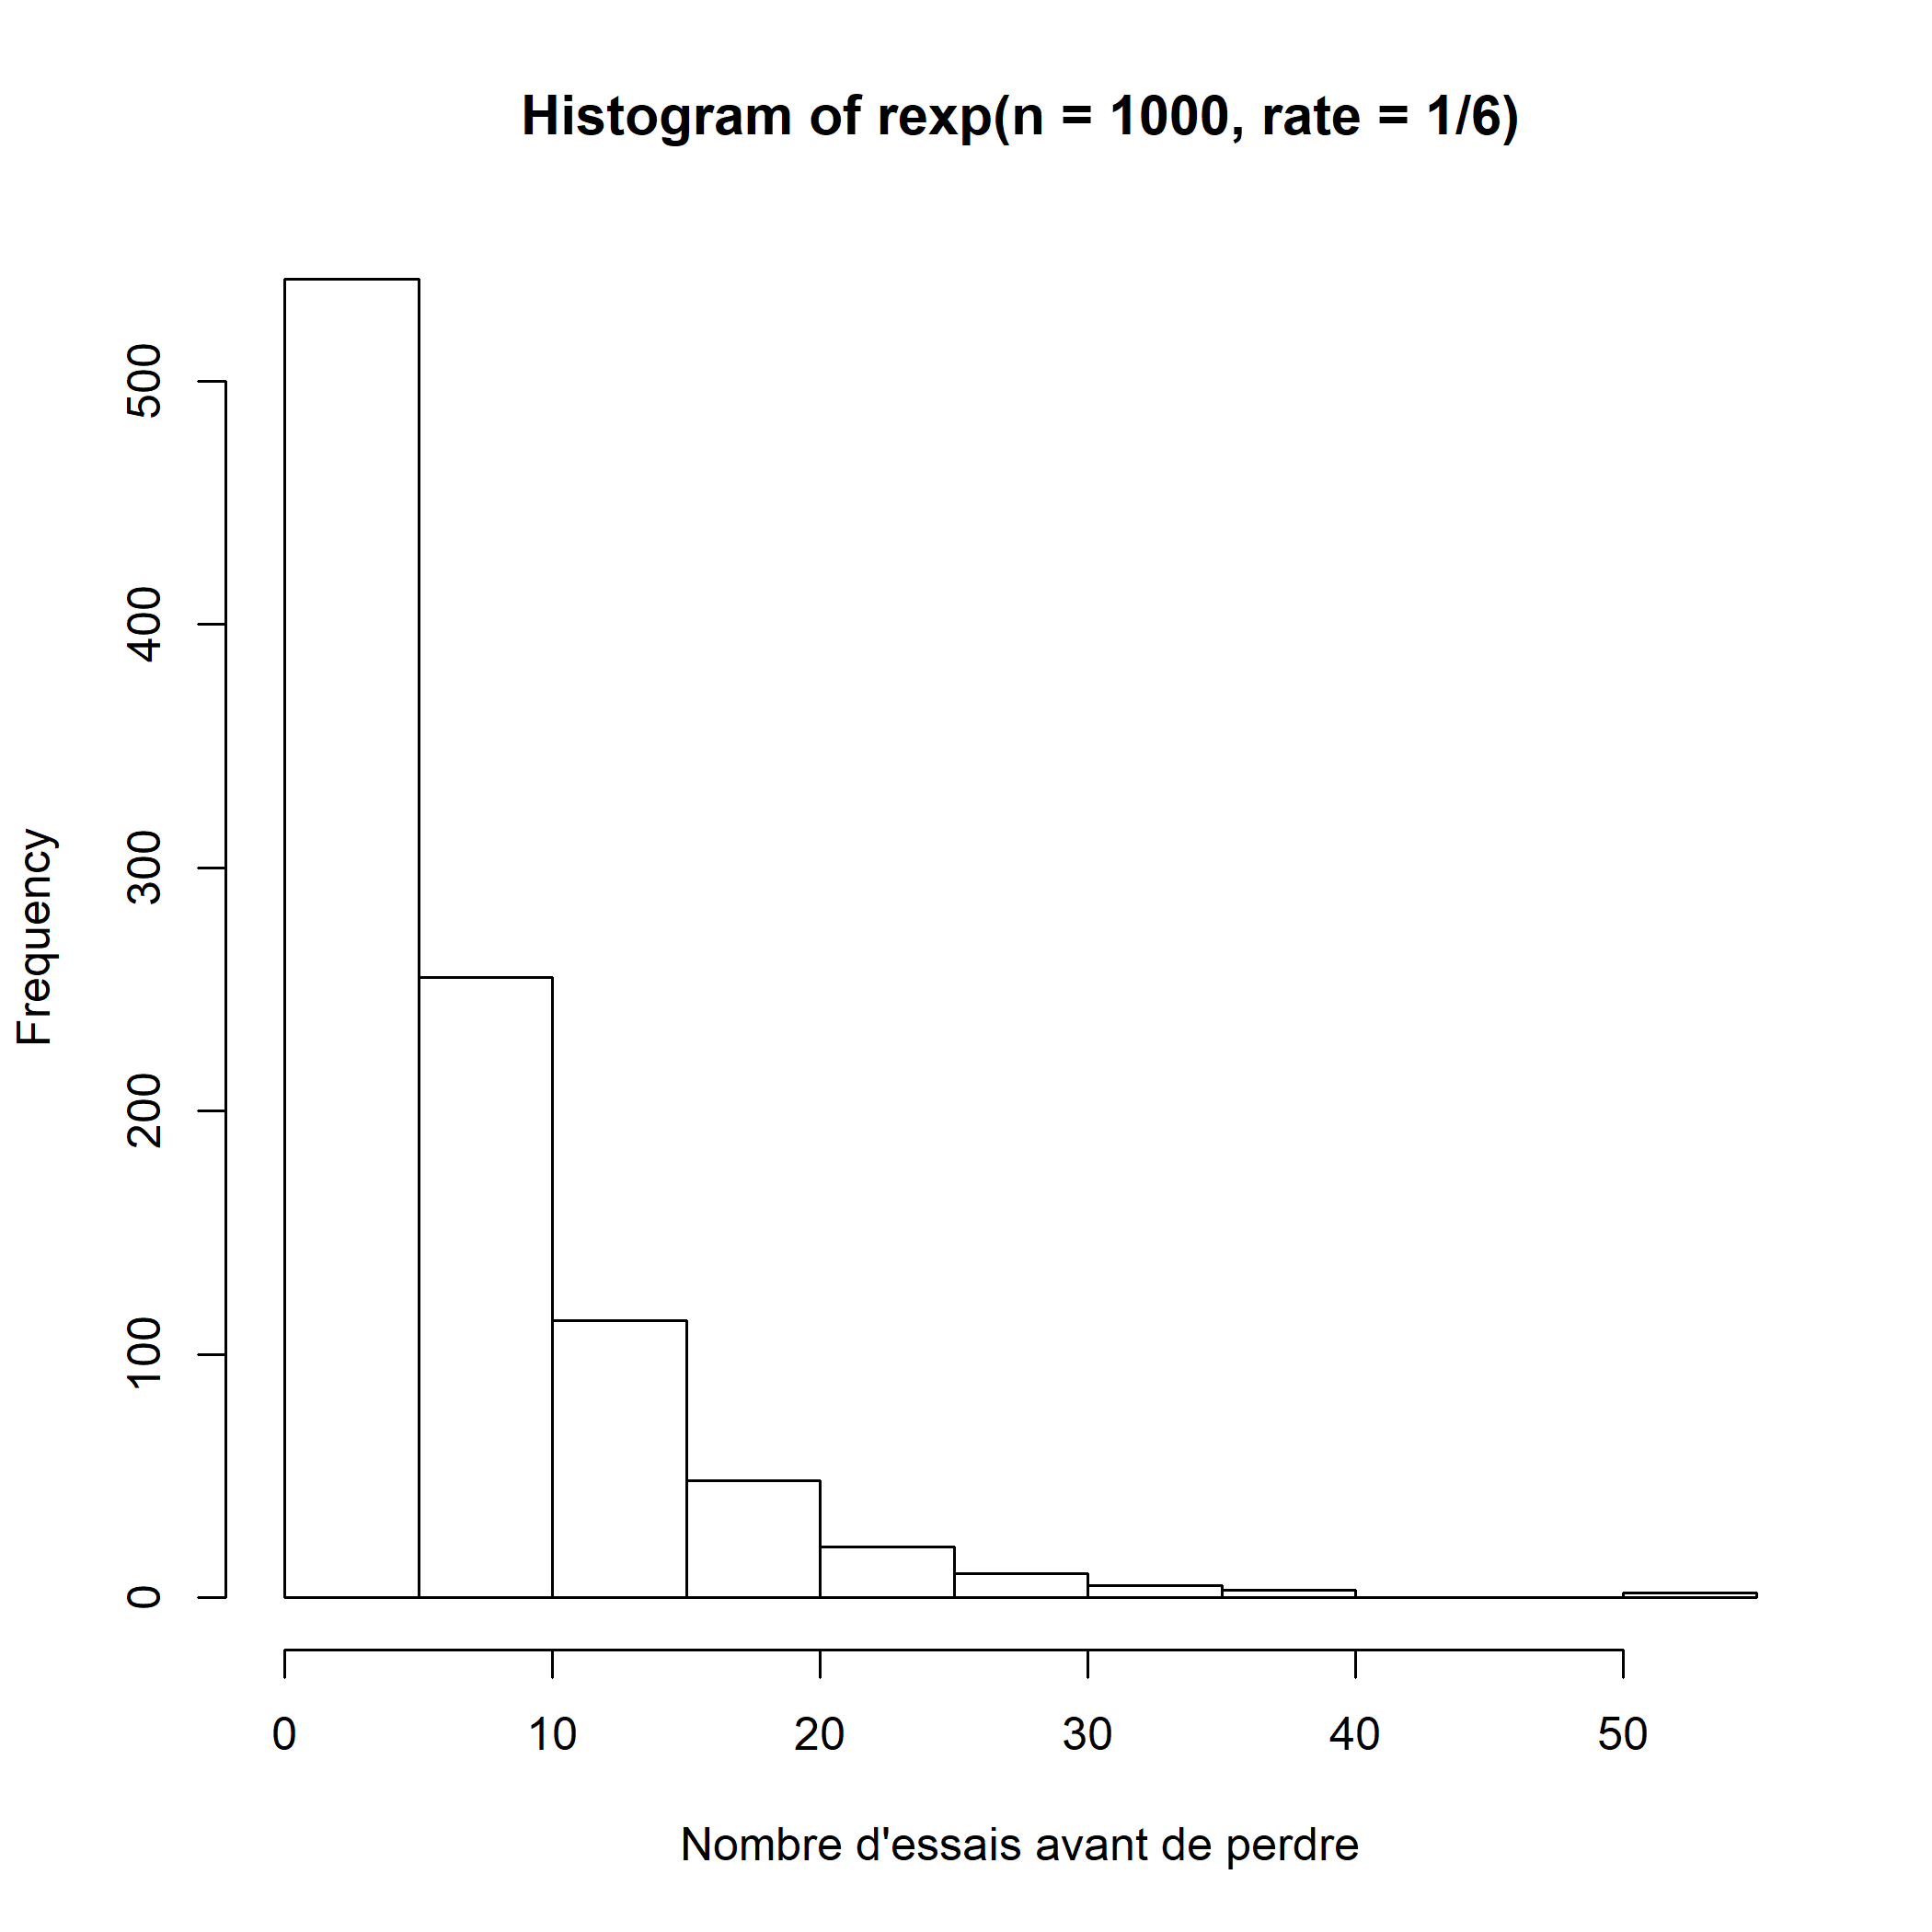 Histogram of rexp(n = 1000, rate = 1/6)
Frequency
500
400
300
200
100
0
0 10 20 30 40 50
Nombre d'essais avant de perdre